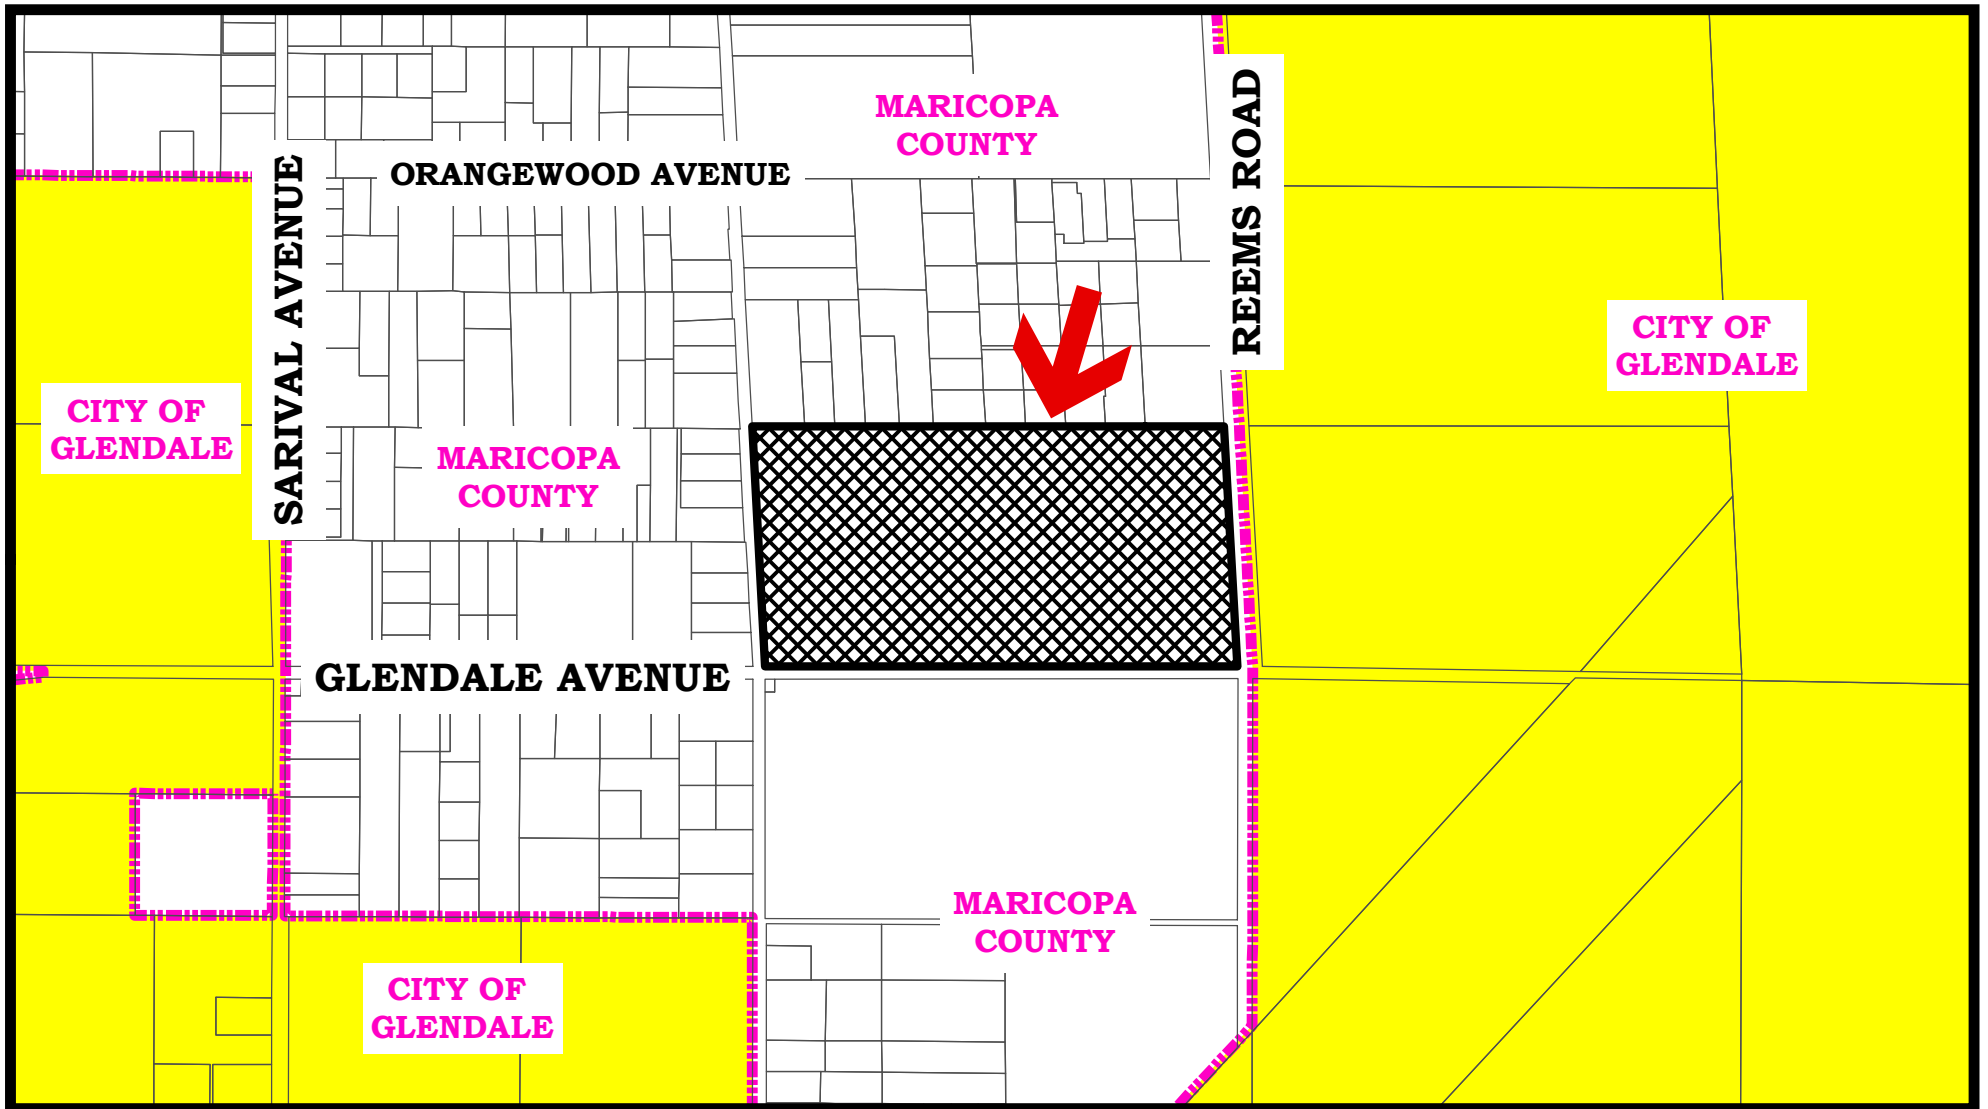 MARICOPA
COUNTY
REEMS ROAD
ORANGEWOOD AVENUE
SARIVAL AVENUE
CITY OF
GLENDALE
CITY OF
GLENDALE
MARICOPA
COUNTY
GLENDALE AVENUE
MARICOPA
COUNTY
CITY OF
GLENDALE